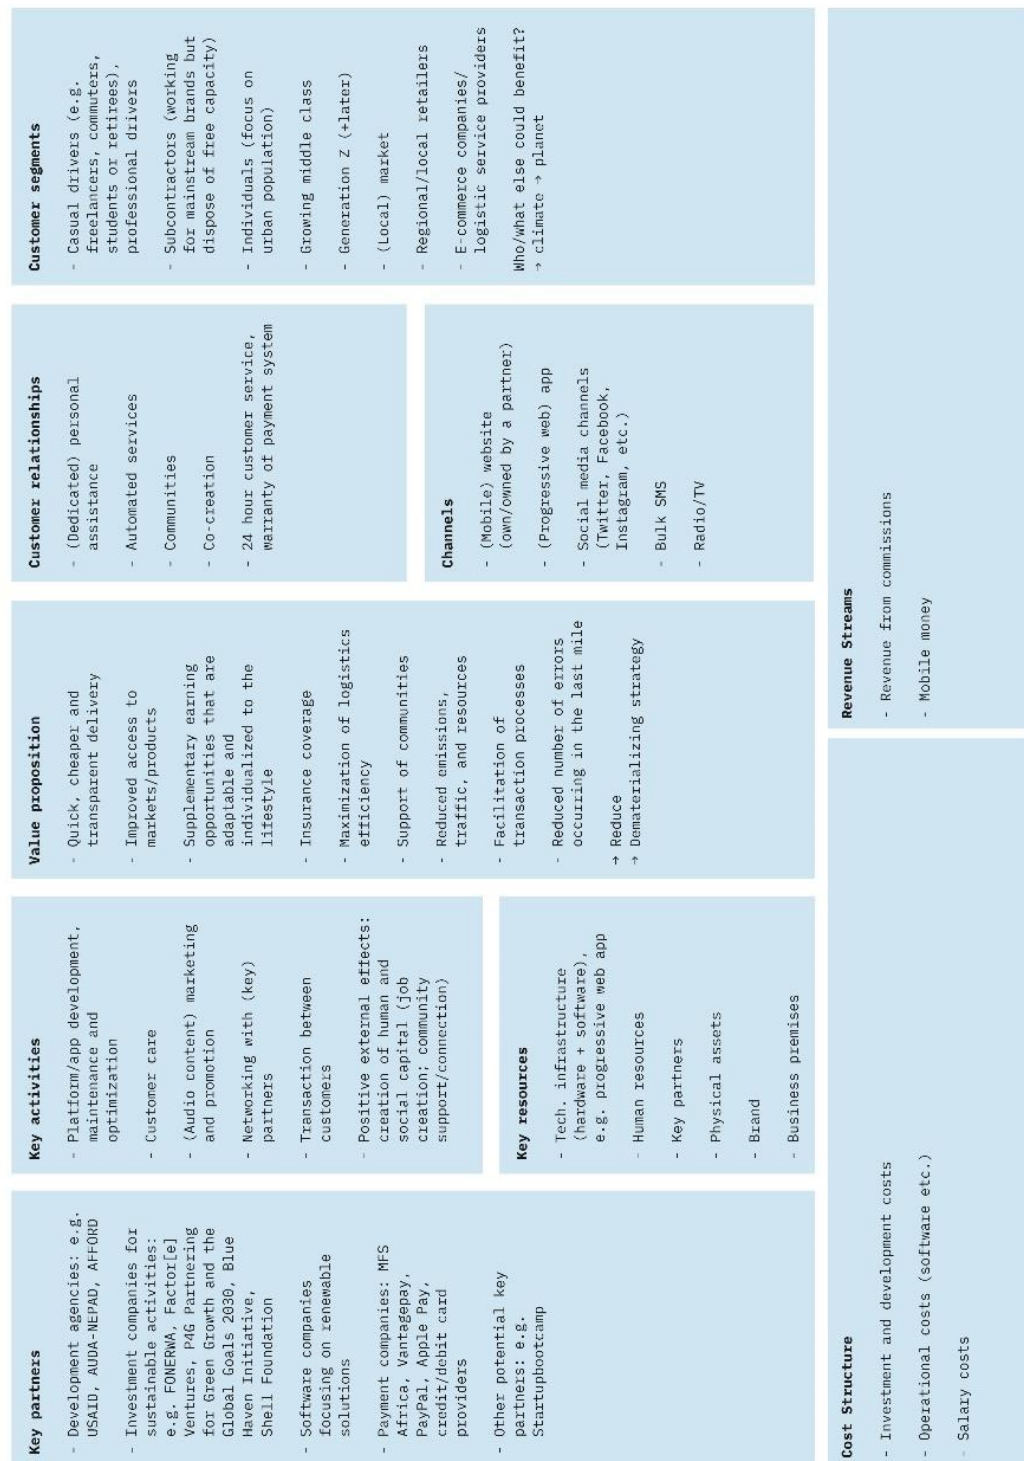 Key partners
- Development agencies: e.g.
USAID, AUDA-NEPAD, AFFORD
- Investment companies for
sustainable activities:
e.g. FONERWA, Factor[e]
Ventures, P4G Partnering
for Green Growth and the
Global Goals 2030, Blue
Haven Initiative,
Shell Foundation
- Software companies
focusing on renewable
solutions
- Payment companies: MFS
Africa, Vantagepay,
PayPal, Apple Pay,
credit/debit card
providers
- Other potential key
partners: e.g.
Startupbootcamp
Key activities
- Platform/app development,
maintenance and
optimization
- Customer care
- (Audio content) marketing
and promotion
- Networking with (key)
partners
- Transaction between
customers
- Positive external effects:
creation of human and
social capital (job
creation; community
support/connection)
Key resources
- Tech. infrastructure
(hardware + software),
e.g. progressive web app
- Human resources
- Key partners
- Physical assets
- Brand
- Business premises
Value proposition
- Quick, cheaper and
transparent delivery
- Improved access to
markets/products
- Supplementary earning
opportunities that are
adaptable and
individualized to the
lifestyle
- Insurance coverage
- Maximization of logistics
efficiency
- Support of communities
- Reduced emissions,
traffic, and resources
- Facilitation of
transaction processes
- Reduced number of errors
occurring in the last mile
→ Reduce
→ Dematerializing strategy
Customer relationships
- (Dedicated) personal
assistance
- Automated services
- Communities
- Co-creation
- 24 hour customer service,
warranty of payment system
Channels
- (Mobile) website
(own/owned by a partner)
- (Progressive web) app
- Social media channels
(Twitter, Facebook,
Instagram, etc.)
- Bulk SMS
- Radio/TV
Customer segments
- Casual drivers (e.g.
freelancers, commuters,
students or retirees),
professional drivers
- Subcontractors (working
for mainstream brands but
dispose of free capacity)
- Individuals (focus on
urban population)
- Growing middle class
- Generation Z (+later)
- (Local) market
- Regional/local retailers
- E-commerce companies/
logistic service providers
Who/what else could benefit?
→ climate → planet
Cost Structure
- Investment and development costs
- Operational costs (software etc.)
- Salary costs
Revenue Streams
- Revenue from commissions
- Mobile money